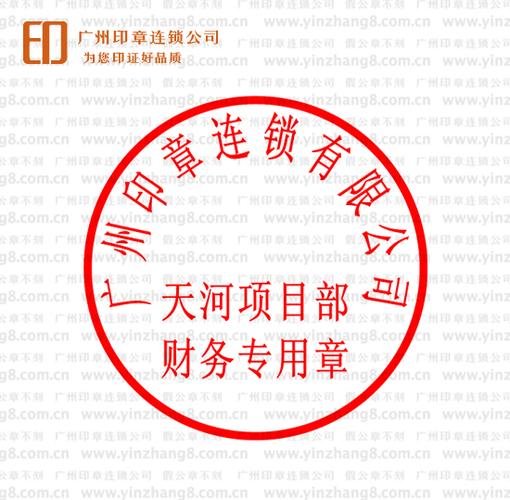 广州印章连锁公司
为您印证好品质
广州印章连锁有限公司
天河项目部
财务专用章
假公章不刻 广州印章连锁公司
www.yinzhang8.com.cn